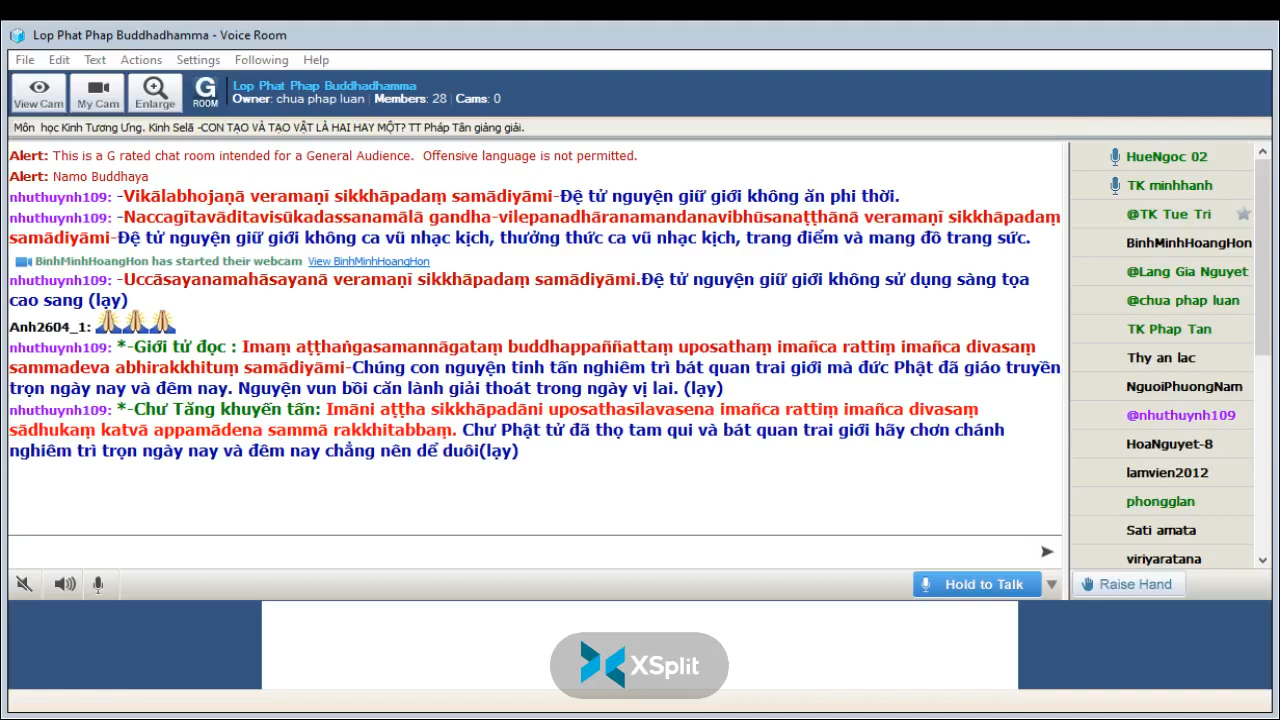 Lop Phat Phap Buddhadhamma - Voice Room
File Edit Text Actions Settings Following Help
View Cam My Cam Enlarge G ROOM
Lop Phat Phap Buddhadhamma
Owner: chua phap luan | Members: 28 | Cams: 0
Môn học Kinh Tương Ưng. Kinh Selā -CON TẠO VÀ TẠO VẬT LÀ HAI HAY MỘT? TT Pháp Tân giảng giải.
Alert: This is a G rated chat room intended for a General Audience. Offensive language is not permitted.
Alert: Namo Buddhaya
nhuthuynh109: -Vikālabhojaṇā veramaṇī sikkhāpadaṃ samādiyāmi-Đệ tử nguyện giữ giới không ăn phi thời.
nhuthuynh109: -Naccagītavāditavisūkadassanamālā gandha-vilepanadhāranamandanavibhūsanaṭṭhānā veramaṇī sikkhāpadaṃ
samādiyāmi-Đệ tử nguyện giữ giới không ca vũ nhạc kịch, thưởng thức ca vũ nhạc kịch, trang điểm và mang đồ trang sức.
BinhMinhHoangHon has started their webcam View BinhMinhHoangHon
nhuthuynh109: -Uccāsayanamahāsayanā veramaṇī sikkhāpadaṃ samādiyāmi.Đệ tử nguyện giữ giới không sử dụng sàng tọa
cao sang (lạy)
Anh2604_1:
nhuthuynh109: *-Giới tử đọc : Imaṃ aṭṭhaṅgasamannāgataṃ buddhappaññattaṃ uposathaṃ imañca rattiṃ imañca divasaṃ
sammadeva abhirakkhituṃ samādiyāmi-Chúng con nguyện tinh tấn nghiêm trì bát quan trai giới mà đức Phật đã giáo truyền
trọn ngày nay và đêm nay. Nguyện vun bồi căn lành giải thoát trong ngày vị lai. (lạy)
nhuthuynh109: *-Chư Tăng khuyến tấn: Imāni aṭṭha sikkhāpadāni uposathasīlavasena imañca rattiṃ imañca divasaṃ
sādhukaṃ katvā appamādena sammā rakkhitabbaṃ. Chư Phật tử đã thọ tam qui và bát quan trai giới hãy chơn chánh
nghiêm trì trọn ngày nay và đêm nay chẳng nên dể duôi(lạy)
HueNgoc 02
TK minhhanh
@TK Tue Tri
BinhMinhHoangHon
@Lang Gia Nguyet
@chua phap luan
TK Phap Tan
Thy an lac
NguoiPhuongNam
@nhuthuynh109
HoaNguyet-8
lamvien2012
phongglan
Sati amata
viriyaratana
Hold to Talk
Raise Hand
XSplit